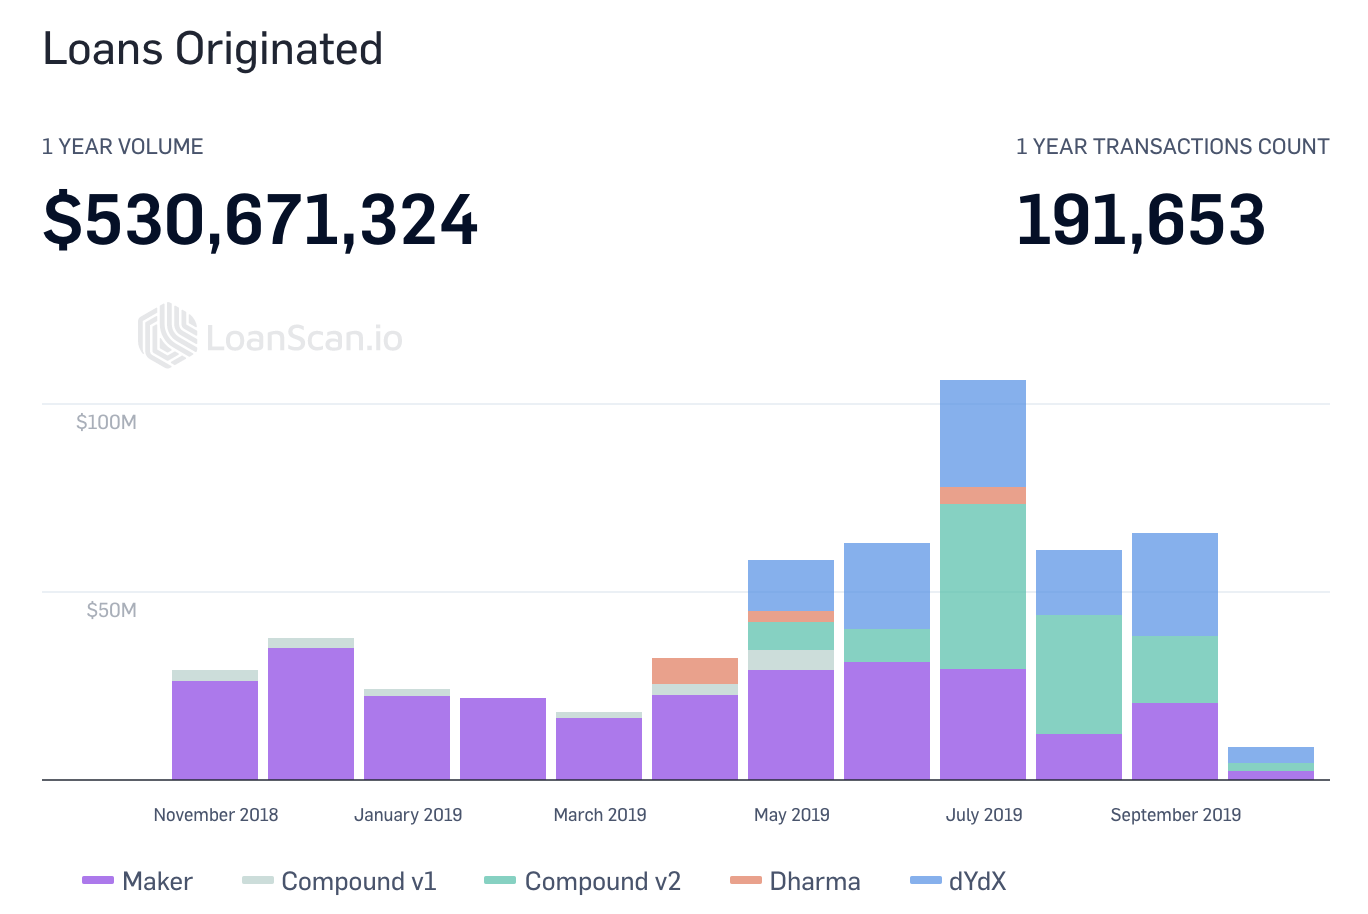 Loans Originated
1 YEAR VOLUME
1 YEAR TRANSACTIONS COUNT
$530,671,324
191,653
LoanScan.io
$100M
$50M
November 2018
January 2019
March 2019
May 2019
July 2019
September 2019
Maker
Compound v1
Compound v2
Dharma
dYdX